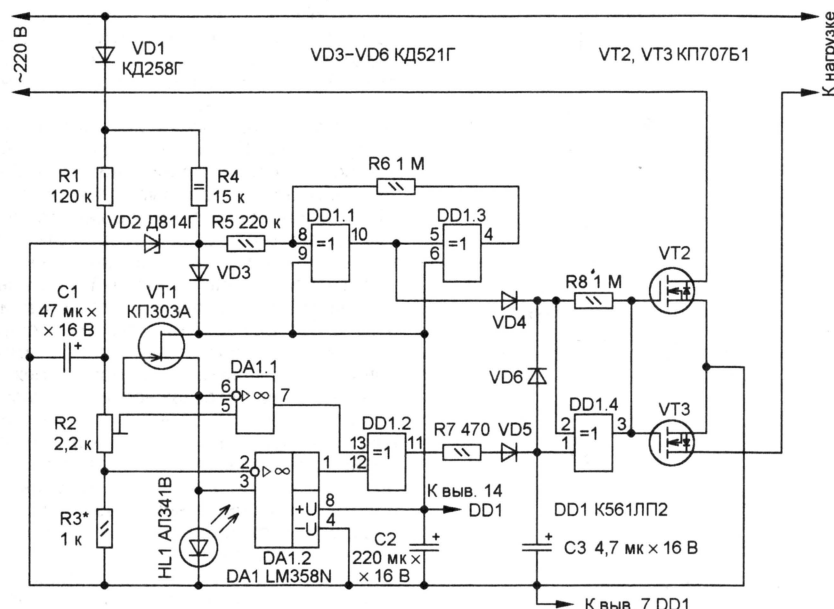 ~220 В
VD1
КД258Г
VD3–VD6 КД521Г
VT2, VT3 КП707Б1
К нагрузке
R1
120 к
R4
15 к
R6 1 М
VD2 Д814Г
R5 220 к
DD1.1
8
9
=1
10
DD1.3
5
6
=1
4
VD3
C1
47 мк ×
× 16 В
+
VT1
КП303А
R8 1 М
VT2
VD4
VD6
DA1.1
6
5
▷ ∞
7
R2
2,2 к
DD1.2
13
12
=1
11
R7 470
VD5
DD1.4
2
1
=1
3
VT3
2
3
▷ ∞
1
+U
8
–U
4
К выв. 14
DD1
R3*
1 к
HL1 АЛ341В
DA1.2
DA1 LM358N
C2
220 мк ×
× 16 В
+
DD1 К561ЛП2
+
C3 4,7 мк × 16 В
К выв. 7 DD1